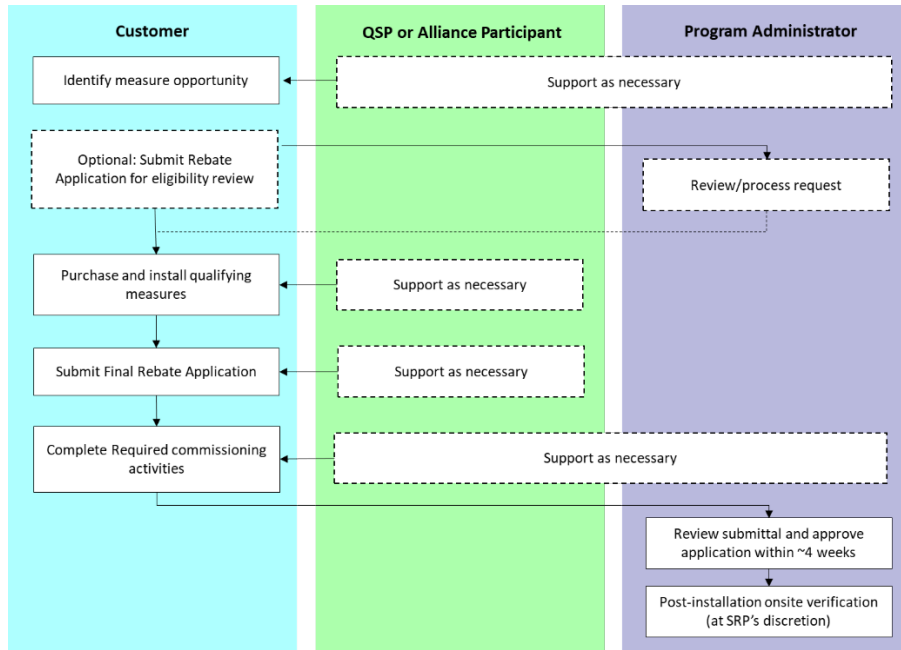 Customer
QSP or Alliance Participant
Program Administrator
Identify measure opportunity
Support as necessary
Optional: Submit Rebate
Application for eligibility review
Review/process request
Purchase and install qualifying
measures
Support as necessary
Submit Final Rebate Application
Support as necessary
Complete Required commissioning
activities
Support as necessary
Review submittal and approve
application within ~4 weeks
Post-installation onsite verification
(at SRP's discretion)